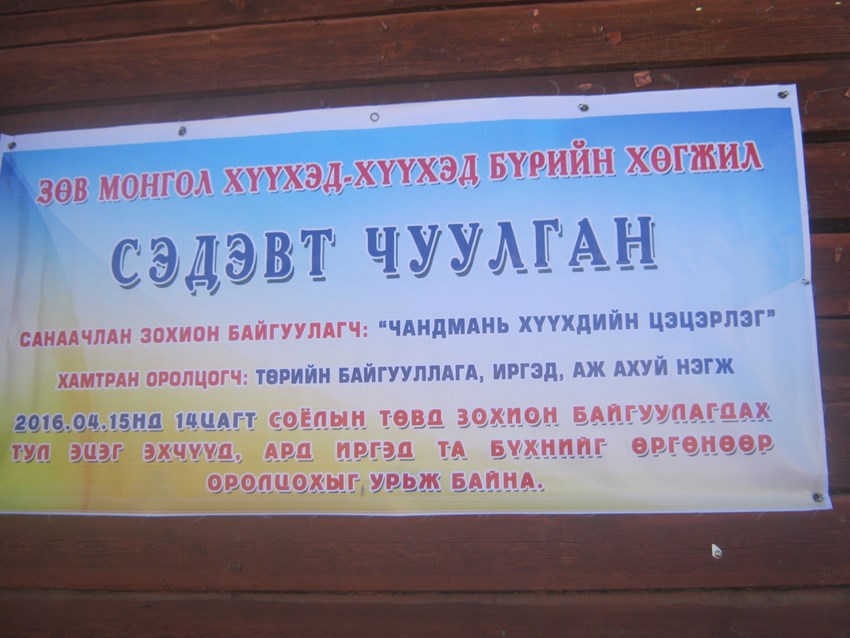 ЗӨВ МОНГОЛ ХҮҮХЭД-ХҮҮХЭД БҮРИЙН ХӨГЖИЛ
СЭДЭВТ ЧУУЛГАН
САНААЧЛАН ЗОХИОН БАЙГУУЛАГЧ: "ЧАНДМАНЬ ХҮҮХДИЙН ЦЭЦЭРЛЭГ"
ХАМТРАН ОРОЛЦОГЧ: ТӨРИЙН БАЙГУУЛЛАГА, ИРГЭД, АЖ АХУЙ НЭГЖ
2016.04.15НД 14ЦАГТ СОЁЛЫН ТӨВД ЗОХИОН БАЙГУУЛАГДАХ
ТУЛ ЭЦЭГ ЭХЧҮҮД, АРД ИРГЭД ТА БҮХНИЙГ ӨРГӨНӨӨР
ОРОЛЦОХЫГ УРЬЖ БАЙНА.